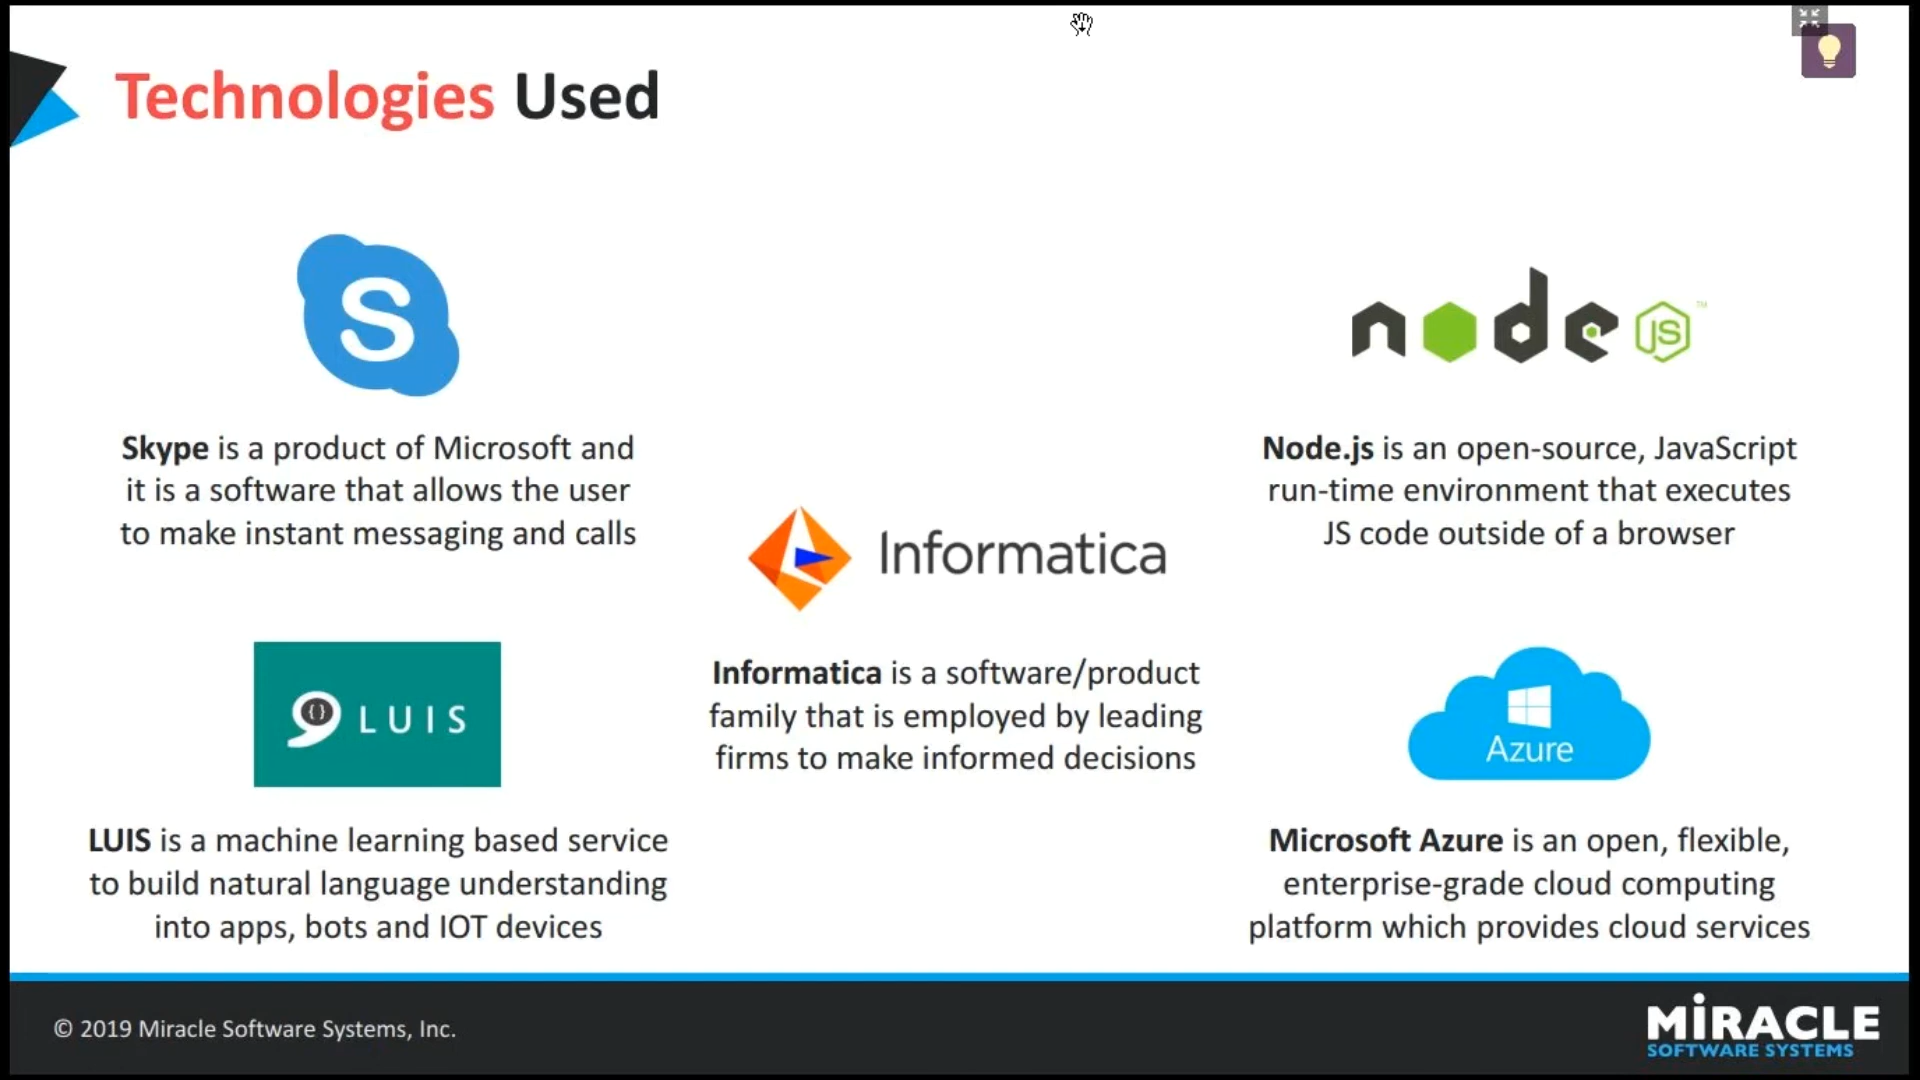 Technologies Used
S
Skype is a product of Microsoft and
it is a software that allows the user
to make instant messaging and calls
node JS ™
Node.js is an open-source, JavaScript
run-time environment that executes
JS code outside of a browser
Informatica
Informatica is a software/product
family that is employed by leading
firms to make informed decisions
{} LUIS
LUIS is a machine learning based service
to build natural language understanding
into apps, bots and IOT devices
Azure
Microsoft Azure is an open, flexible,
enterprise-grade cloud computing
platform which provides cloud services
© 2019 Miracle Software Systems, Inc.
MiRACLE
SOFTWARE SYSTEMS